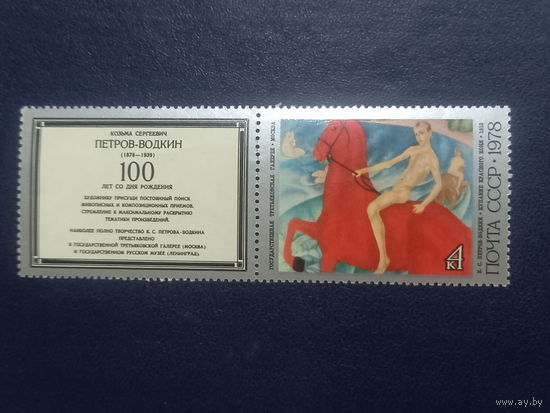 КОЗЬМА СЕРГЕЕВИЧ
ПЕТРОВ-ВОДКИН
(1878—1939)
100
ЛЕТ СО ДНЯ РОЖДЕНИЯ
ХУДОЖНИКУ ПРИСУЩИ ПОСТОЯННЫЙ ПОИСК
ЖИВОПИСНЫХ И КОМПОЗИЦИОННЫХ ПРИЕМОВ,
СТРЕМЛЕНИЕ К МАКСИМАЛЬНОМУ РАСКРЫТИЮ
ТЕМАТИКИ ПРОИЗВЕДЕНИЙ.
НАИБОЛЕЕ ПОЛНО ТВОРЧЕСТВО К. С. ПЕТРОВА-ВОДКИНА
ПРЕДСТАВЛЕНО
В ГОСУДАРСТВЕННОЙ ТРЕТЬЯКОВСКОЙ ГАЛЕРЕЕ (МОСКВА)
И ГОСУДАРСТВЕННОМ РУССКОМ МУЗЕЕ (ЛЕНИНГРАД).
ГОСУДАРСТВЕННАЯ ТРЕТЬЯКОВСКАЯ ГАЛЕРЕЯ • МОСКВА
4К
К. С. ПЕТРОВ-ВОДКИН • КУПАНИЕ КРАСНОГО КОНЯ • 1912
ПОЧТА СССР • 1978
www.ay.by